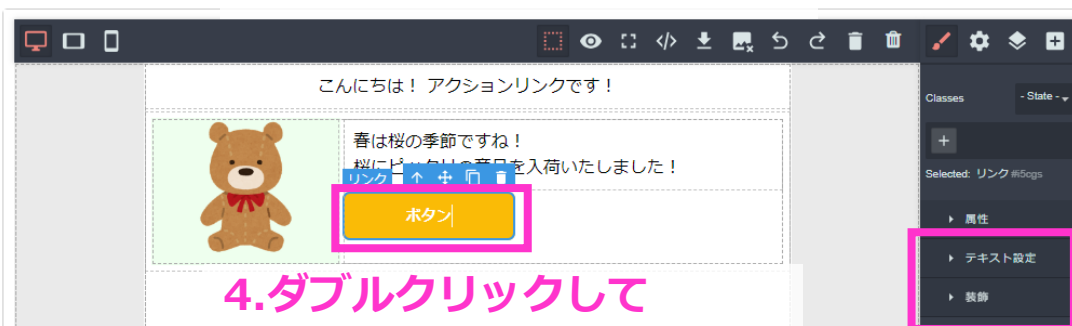 こんにちは！ アクションリンクです！
Classes
- State -
春は桜の季節ですね！
を入荷いたしました！
リンク
Selected: リンク #i5cgs
ボタン
属性
テキスト設定
装飾
4.ダブルクリックして